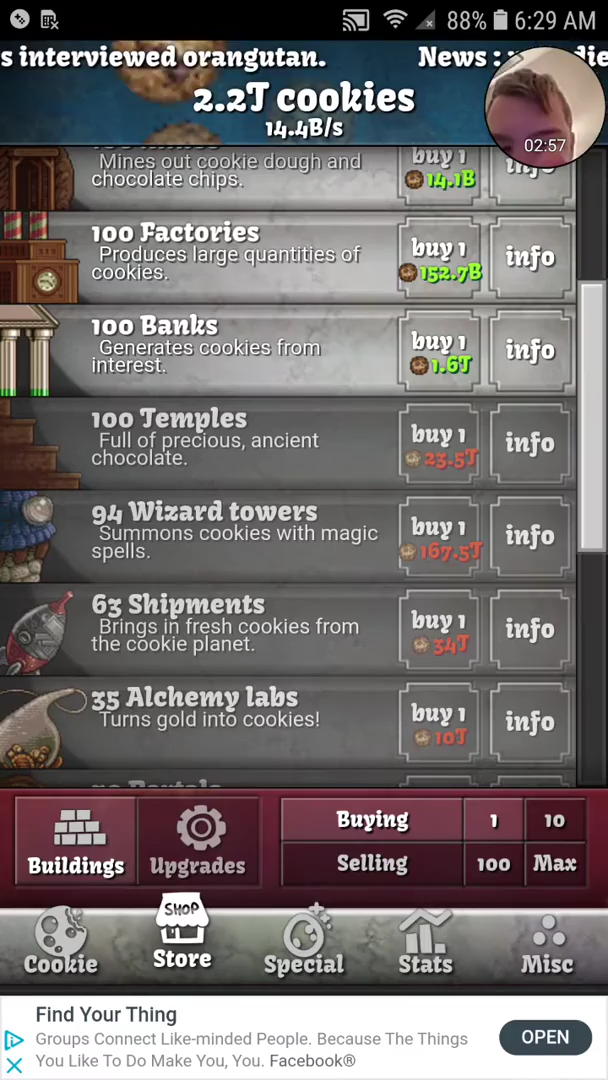 88% 6:29 AM
s interviewed orangutan. News :
2.2T cookies
14.4B/s
02:57
Mines out cookie dough and
chocolate chips.
buy 1
14.1B
info
100 Factories
Produces large quantities of
cookies.
buy 1
152.7B
info
100 Banks
Generates cookies from
interest.
buy 1
1.6T
info
100 Temples
Full of precious, ancient
chocolate.
buy 1
23.5T
info
94 Wizard towers
Summons cookies with magic
spells.
buy 1
167.5T
info
63 Shipments
Brings in fresh cookies from
the cookie planet.
buy 1
34T
info
35 Alchemy labs
Turns gold into cookies!
buy 1
10T
info
Buildings
Upgrades
Buying 1 10
Selling 100 Max
SHOP
Cookie Store Special Stats Misc
Find Your Thing
Groups Connect Like-minded People. Because The Things
You Like To Do Make You, You. Facebook®
OPEN